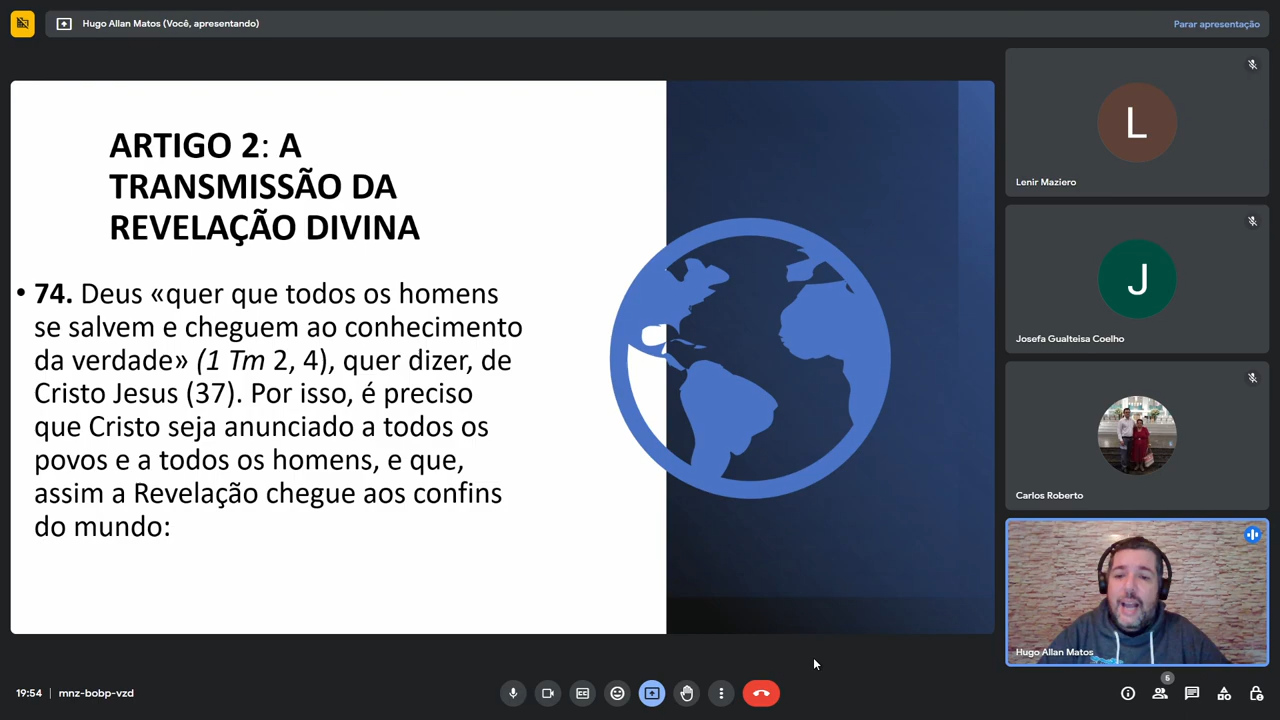 Hugo Allan Matos (Você, apresentando)
Parar apresentação
ARTIGO 2: A
TRANSMISSÃO DA
REVELAÇÃO DIVINA
• 74. Deus «quer que todos os homens
se salvem e cheguem ao conhecimento
da verdade» (1 Tm 2, 4), quer dizer, de
Cristo Jesus (37). Por isso, é preciso
que Cristo seja anunciado a todos os
povos e a todos os homens, e que,
assim a Revelação chegue aos confins
do mundo:
L
Lenir Maziero
J
Josefa Gualteisa Coelho
Carlos Roberto
Hugo Allan Matos
19:54 | mnz-bobp-vzd
6